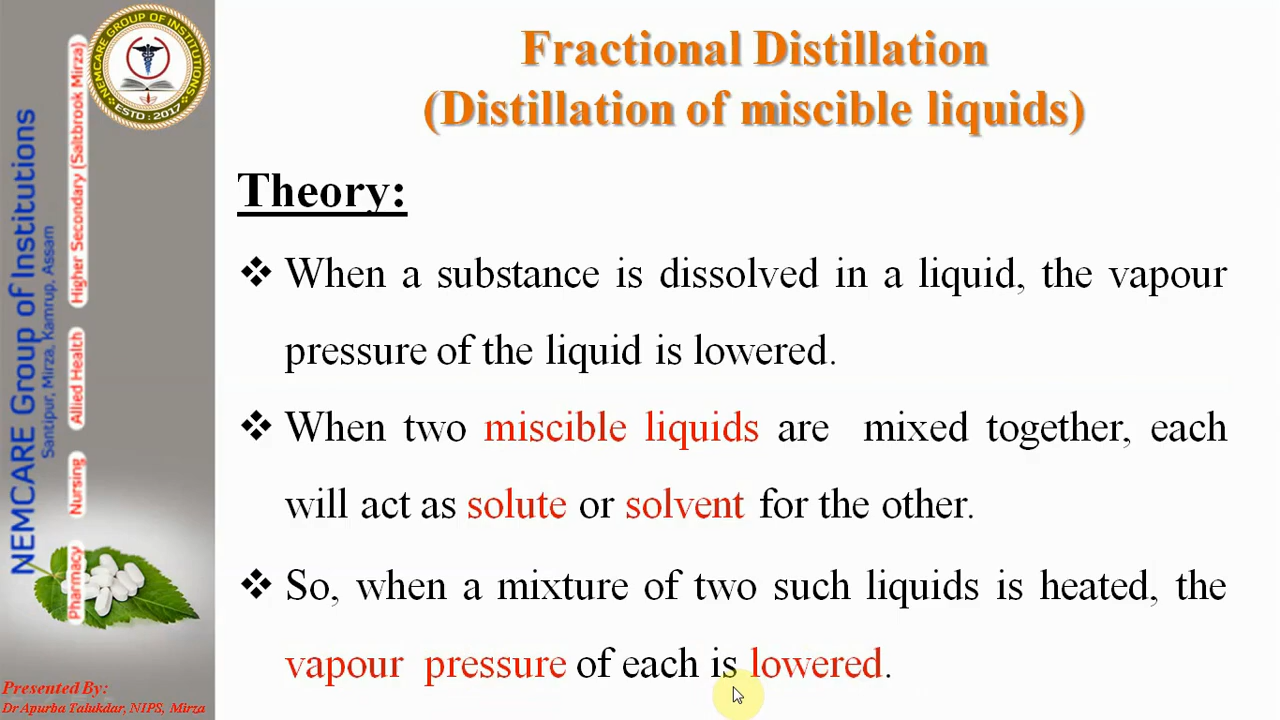 Fractional Distillation
(Distillation of miscible liquids)
Theory:
❖ When a substance is dissolved in a liquid, the vapour
pressure of the liquid is lowered.
❖ When two miscible liquids are mixed together, each
will act as solute or solvent for the other.
❖ So, when a mixture of two such liquids is heated, the
vapour pressure of each is lowered.
NEMCARE GROUP OF INSTITUTIONS
ESTD : 2017
NEMCARE Group of Institutions
Santipur, Mirza, Kamrup, Assam
Pharmacy Nursing Allied Health Higher Secondary (Saltbrook Mirza)
Presented By:
Dr Apurba Talukdar, NIPS, Mirza